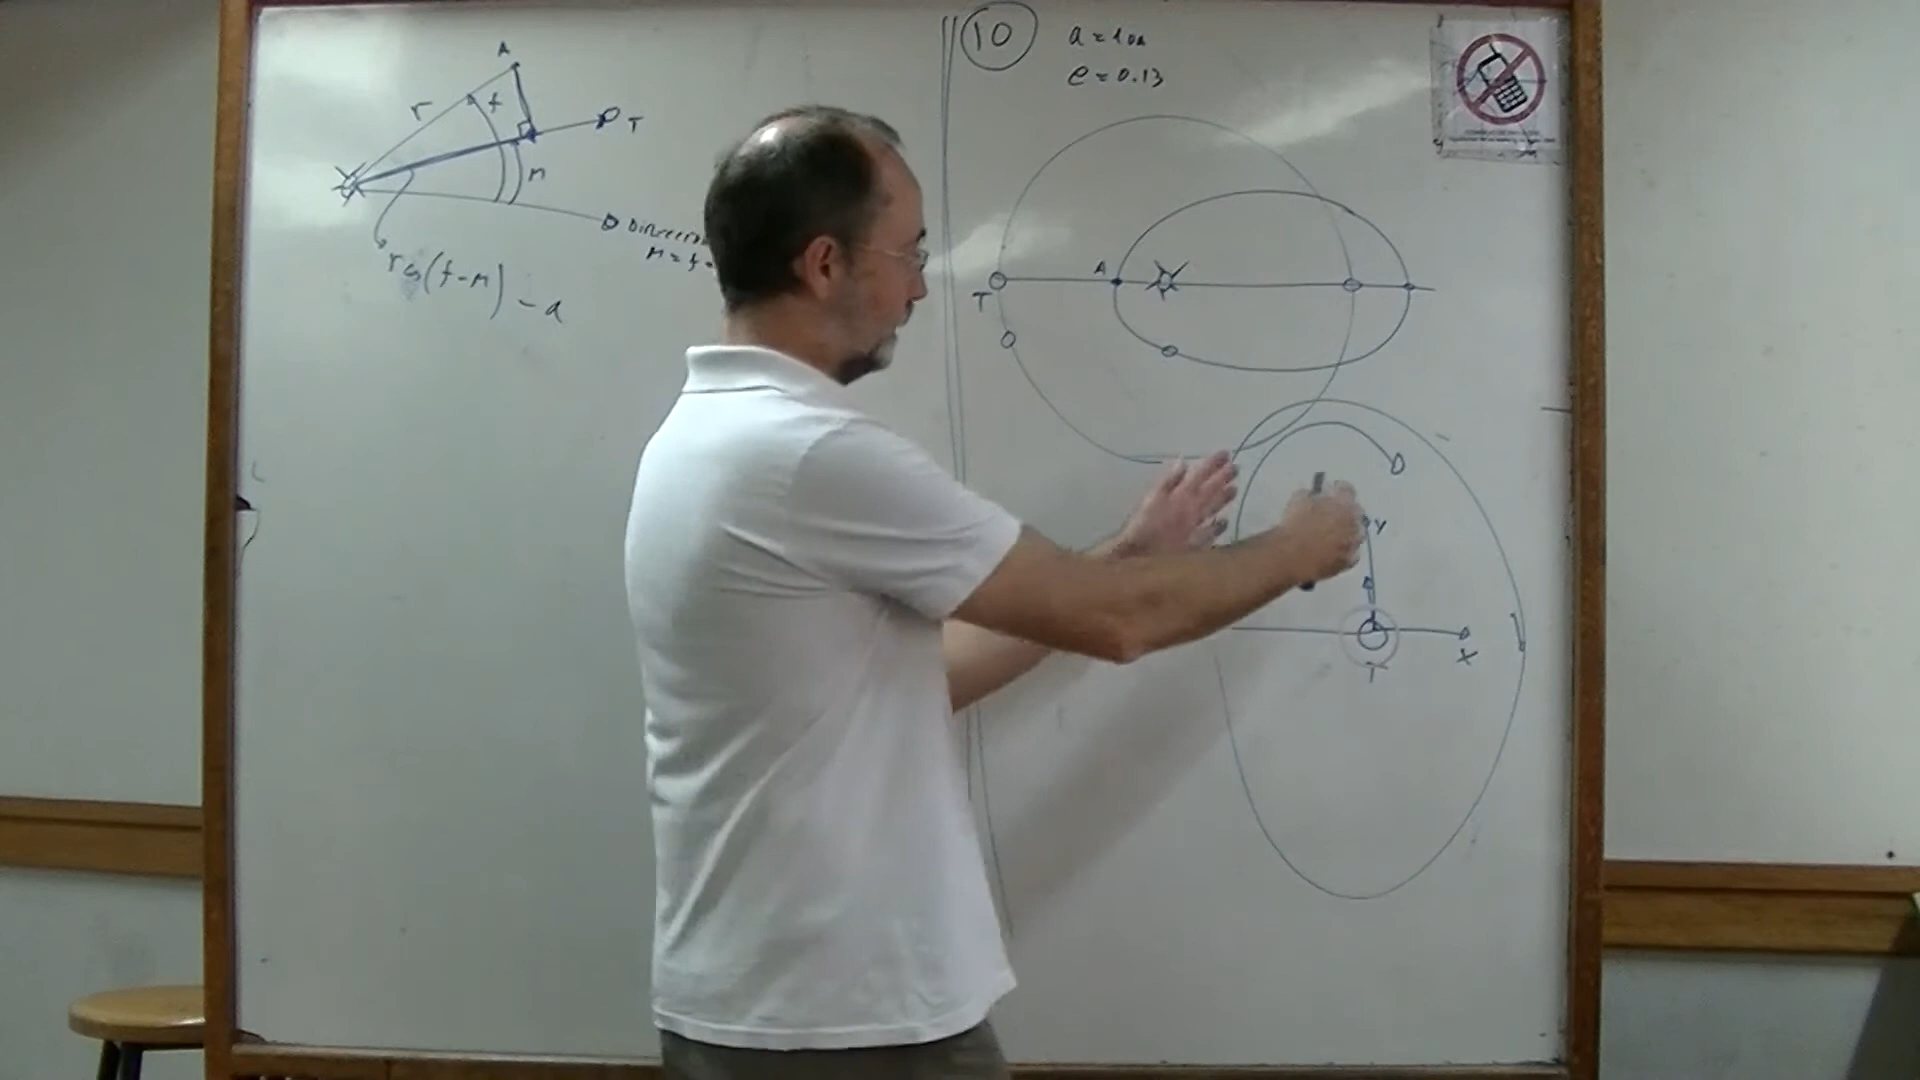 A
r
f
T
M
r cos(f-M) - a
M = f =
10
a = 1 UA
e = 0.13
A
T
Y
X
T